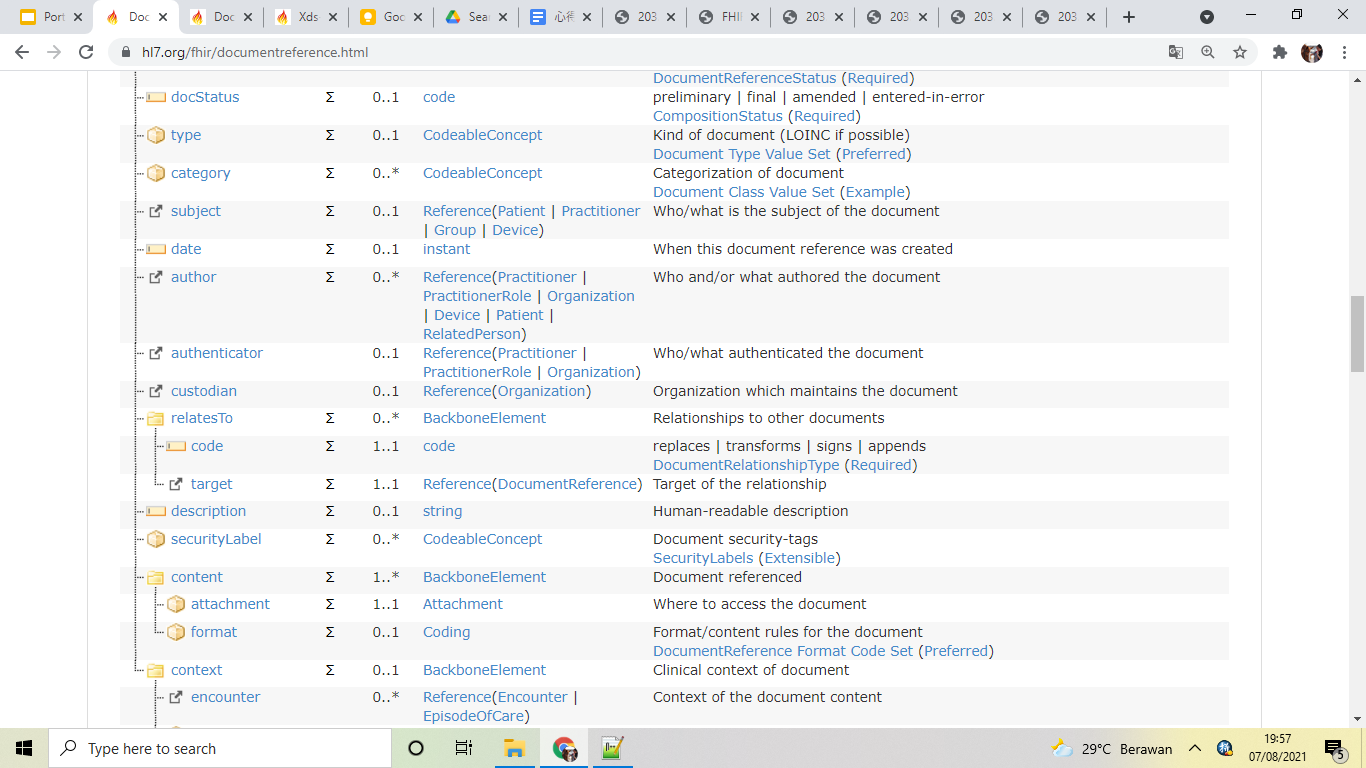 Port
Doc
Doc
Xds
Goo
Sea
心衛
203
FHI
203
203
203
203
hl7.org/fhir/documentreference.html
DocumentReferenceStatus (Required)
docStatus Σ 0..1 code preliminary | final | amended | entered-in-error
CompositionStatus (Required)
type Σ 0..1 CodeableConcept Kind of document (LOINC if possible)
Document Type Value Set (Preferred)
category Σ 0..* CodeableConcept Categorization of document
Document Class Value Set (Example)
subject Σ 0..1 Reference(Patient | Practitioner Who/what is the subject of the document
| Group | Device)
date Σ 0..1 instant When this document reference was created
author Σ 0..* Reference(Practitioner | Who and/or what authored the document
PractitionerRole | Organization
| Device | Patient |
RelatedPerson)
authenticator 0..1 Reference(Practitioner | Who/what authenticated the document
PractitionerRole | Organization)
custodian 0..1 Reference(Organization) Organization which maintains the document
relatesTo Σ 0..* BackboneElement Relationships to other documents
code Σ 1..1 code replaces | transforms | signs | appends
DocumentRelationshipType (Required)
target Σ 1..1 Reference(DocumentReference) Target of the relationship
description Σ 0..1 string Human-readable description
securityLabel Σ 0..* CodeableConcept Document security-tags
SecurityLabels (Extensible)
content Σ 1..* BackboneElement Document referenced
attachment Σ 1..1 Attachment Where to access the document
format Σ 0..1 Coding Format/content rules for the document
DocumentReference Format Code Set (Preferred)
context Σ 0..1 BackboneElement Clinical context of document
encounter 0..* Reference(Encounter | Context of the document content
EpisodeOfCare)
Type here to search
29°C Berawan
19:57
07/08/2021
5